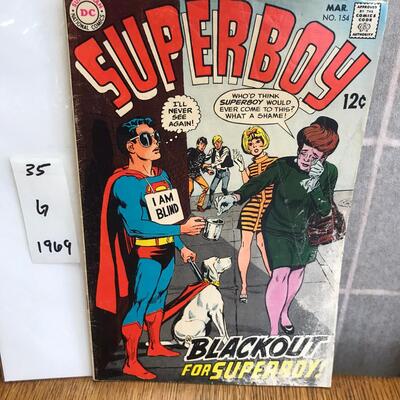 DC
NATIONAL COMICS
SUPERBOY
MAR.
NO. 154
APPROVED
BY THE
COMICS
CODE
AUTHORITY
12¢
I'LL
NEVER
SEE
AGAIN!
WHO'D THINK
SUPERBOY WOULD
EVER COME TO THIS?
WHAT A SHAME!
I AM
BLIND
BLACKOUT
FOR SUPERBOY!
35
G
1969